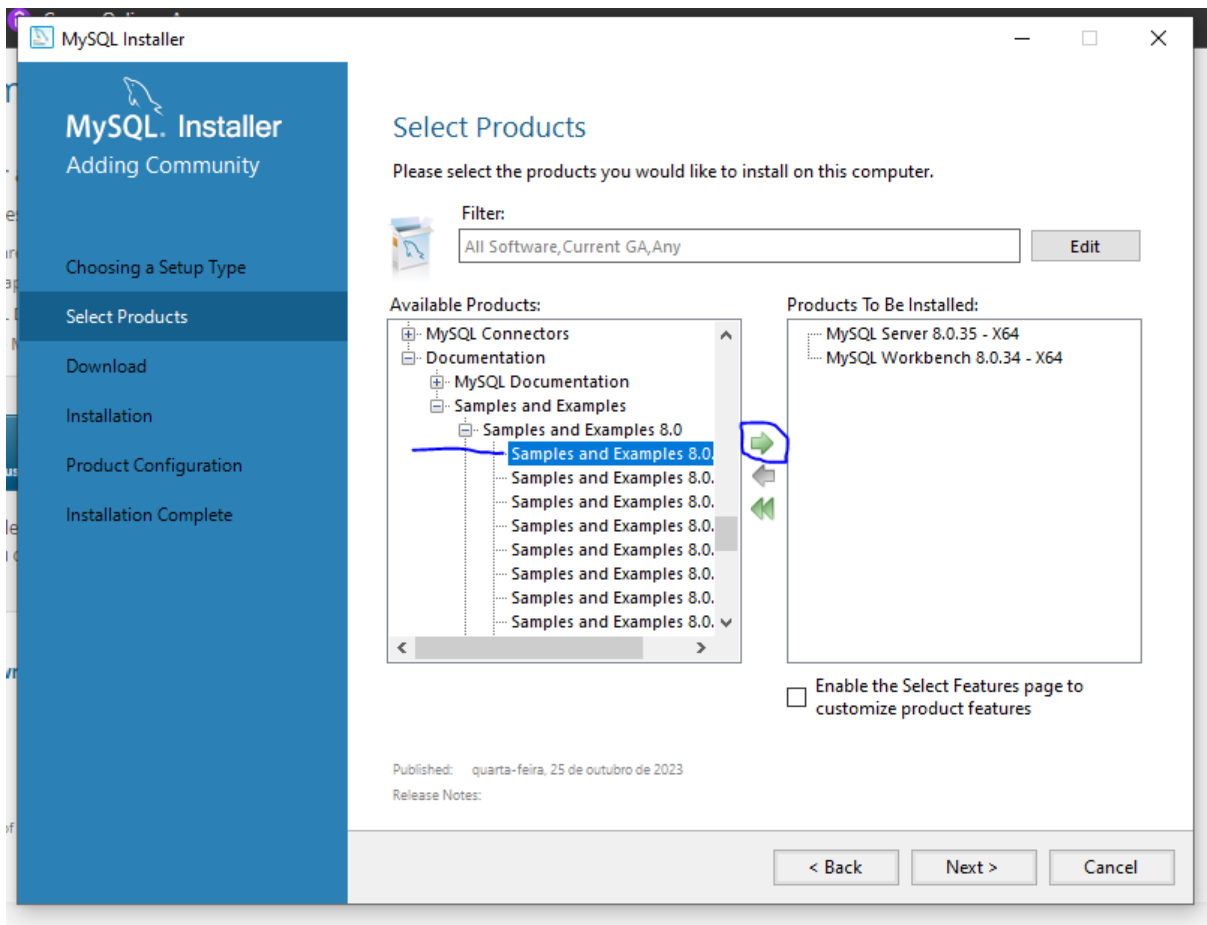 MySQL Installer
MySQL. Installer
Adding Community
Choosing a Setup Type
Select Products
Download
Installation
Product Configuration
Installation Complete
Select Products
Please select the products you would like to install on this computer.
Filter:
All Software,Current GA,Any
Edit
Available Products:
MySQL Connectors
Documentation
MySQL Documentation
Samples and Examples
Samples and Examples 8.0
Samples and Examples 8.0.
Samples and Examples 8.0.
Samples and Examples 8.0.
Samples and Examples 8.0.
Samples and Examples 8.0.
Samples and Examples 8.0.
Samples and Examples 8.0.
Samples and Examples 8.0.
Products To Be Installed:
MySQL Server 8.0.35 - X64
MySQL Workbench 8.0.34 - X64
Enable the Select Features page to
customize product features
Published: quarta-feira, 25 de outubro de 2023
Release Notes:
< Back
Next >
Cancel